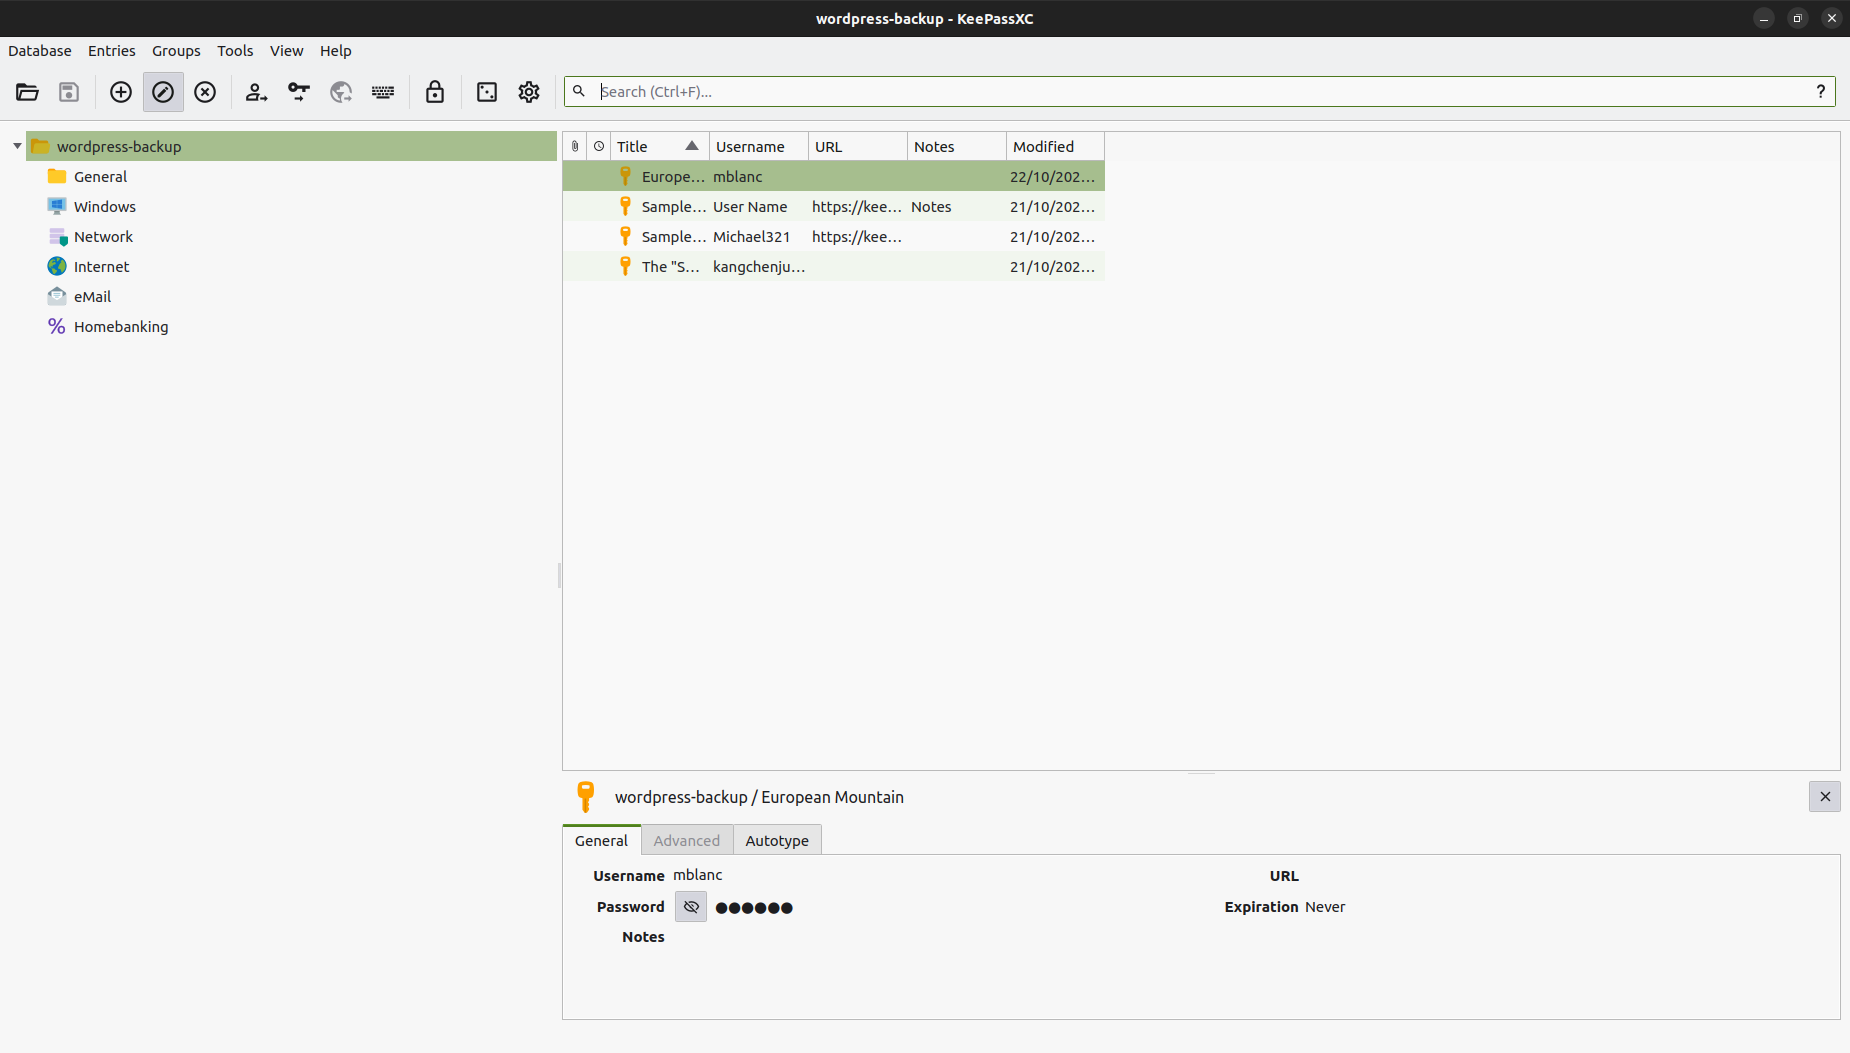 wordpress-backup - KeePassXC
Database Entries Groups Tools View Help
Search (Ctrl+F)... ?
wordpress-backup
General
Windows
Network
Internet
eMail
Homebanking
Title Username URL Notes Modified
Europe... mblanc 22/10/202...
Sample... User Name https://kee... Notes 21/10/202...
Sample... Michael321 https://kee... 21/10/202...
The "S... kangchenju... 21/10/202...
wordpress-backup / European Mountain
General Advanced Autotype
Username mblanc URL
Password ●●●●●● Expiration Never
Notes